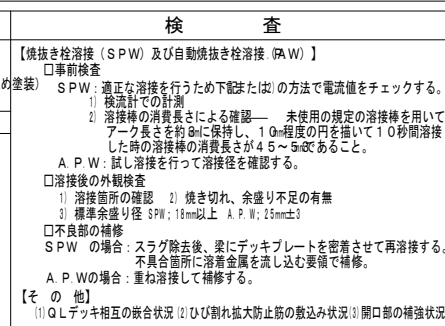 検 査
【焼抜き栓溶接(SPW)及び自動焼抜き栓溶接(AW)】
□事前検査
め塗装)
SPW:適正な溶接を行うため下記または2)の方法で電流値をチェックする。
1) 検流計での計測
2) 溶接棒の消費長さによる確認── 未使用の規定の溶接棒を用いて
アーク長さを約3mmに保持し、10mm程度の円を描いて10秒間溶接
した時の溶接棒の消費長さが45~5であること。
A.P.W:試し溶接を行って溶接径を確認する。
□溶接後の外観検査
1) 溶接箇所の確認 2) 焼き切れ、余盛り不足の有無
3) 標準余盛り径 SPW;18mm以上 A.P.W;25mm±3
□不良部の補修
SPW の場合:スラグ除去後、梁にデッキプレートを密着させて再溶接する。
不具合箇所に溶着金属を流し込む要領で補修。
A.P.Wの場合:重ね溶接して補修する。
【そ の 他】
(1)QLデッキ相互の嵌合状況(2)ひび割れ拡大防止筋の敷込み状況(3)開口部の補強状況